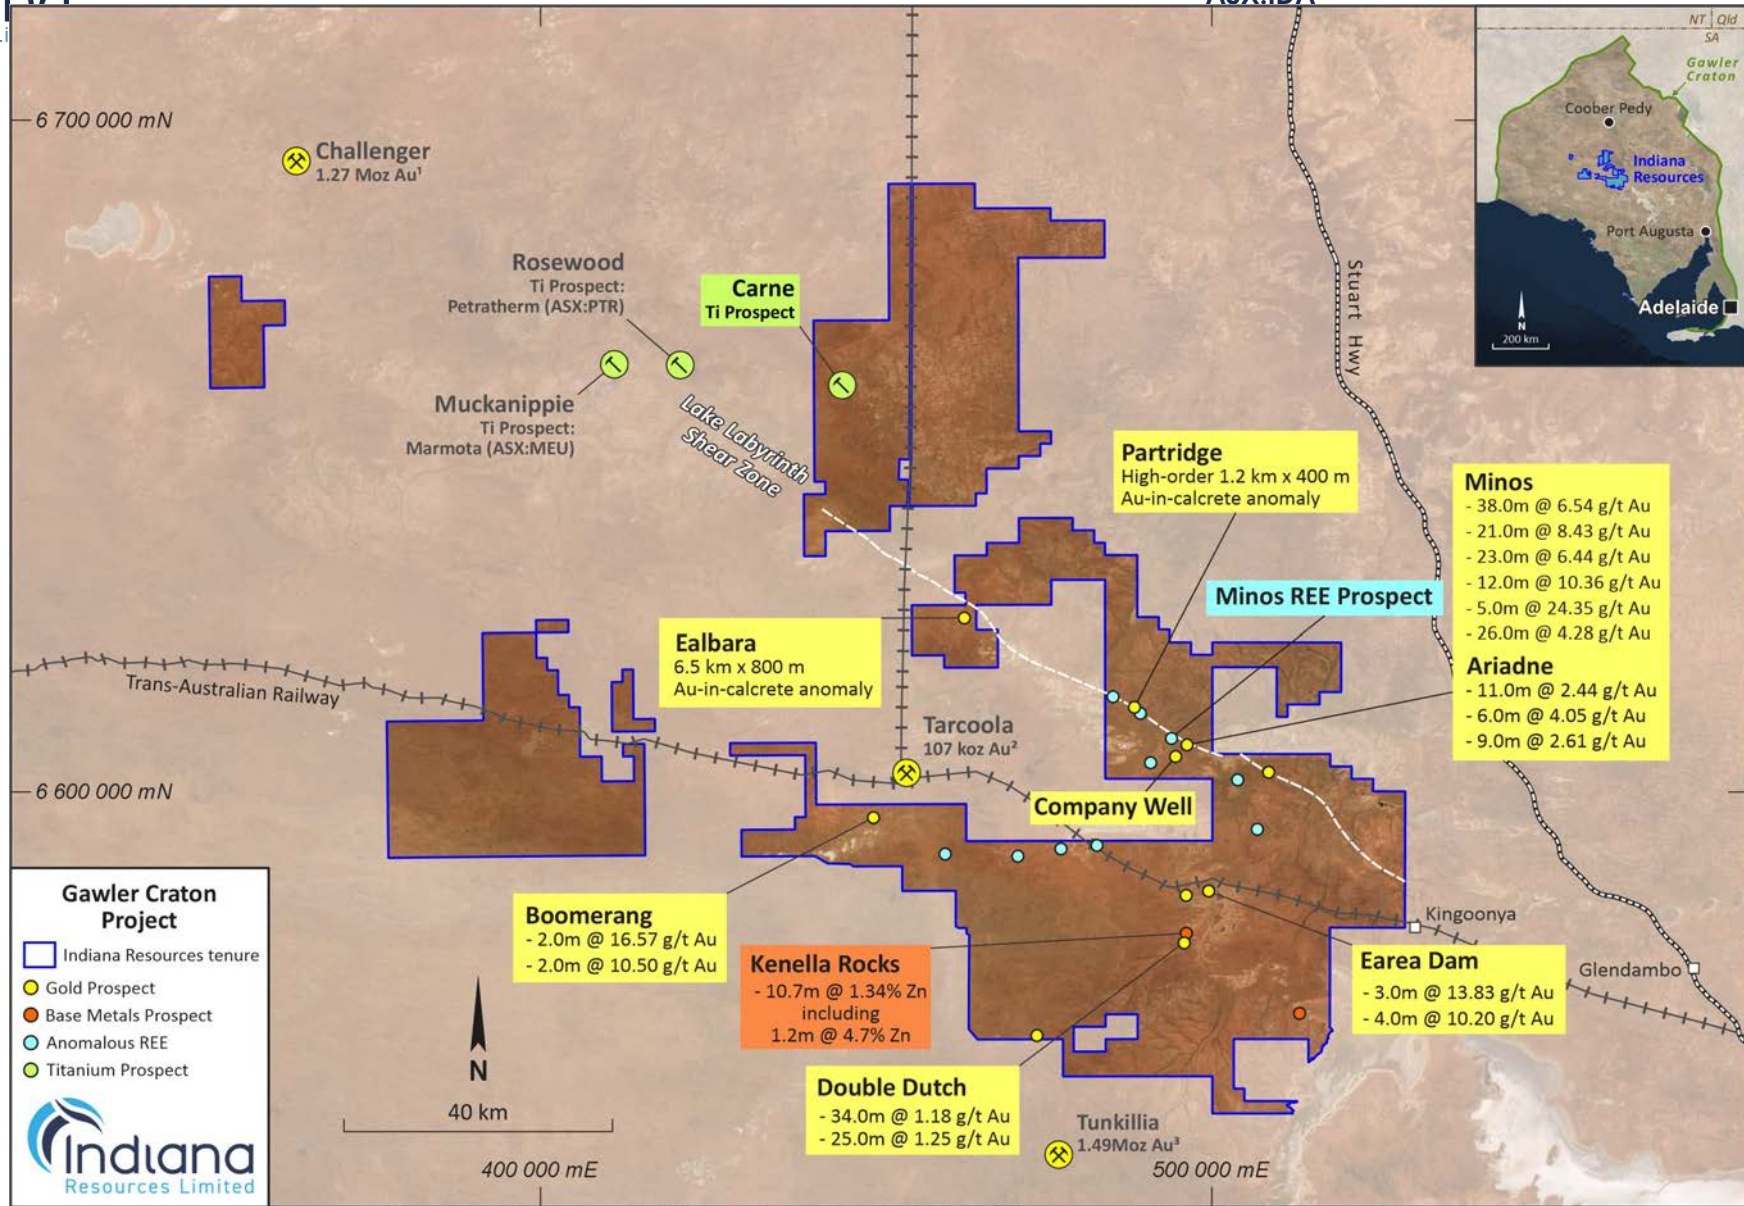 ASX:IDA
6 700 000 mN
Challenger
1.27 Moz Au¹
Rosewood
Ti Prospect:
Petratherm (ASX:PTR)
Carne
Ti Prospect
Muckanippie
Ti Prospect:
Marmota (ASX:MEU)
Lake Labyrinth
Shear Zone
Stuart Hwy
NT Qld
SA
Gawler
Craton
Coober Pedy
Indiana
Resources
Port Augusta
Adelaide
N
200 km
Partridge
High-order 1.2 km x 400 m
Au-in-calcrete anomaly
Minos
- 38.0m @ 6.54 g/t Au
- 21.0m @ 8.43 g/t Au
- 23.0m @ 6.44 g/t Au
- 12.0m @ 10.36 g/t Au
- 5.0m @ 24.35 g/t Au
- 26.0m @ 4.28 g/t Au
Ariadne
- 11.0m @ 2.44 g/t Au
- 6.0m @ 4.05 g/t Au
- 9.0m @ 2.61 g/t Au
Minos REE Prospect
Ealbara
6.5 km x 800 m
Au-in-calcrete anomaly
Trans-Australian Railway
Tarcoola
107 koz Au²
6 600 000 mN
Company Well
Boomerang
- 2.0m @ 16.57 g/t Au
- 2.0m @ 10.50 g/t Au
Kenella Rocks
- 10.7m @ 1.34% Zn
including
1.2m @ 4.7% Zn
Double Dutch
- 34.0m @ 1.18 g/t Au
- 25.0m @ 1.25 g/t Au
Earea Dam
- 3.0m @ 13.83 g/t Au
- 4.0m @ 10.20 g/t Au
Kingoonya
Glendambo
Tunkillia
1.49Moz Au³
Gawler Craton
Project
Indiana Resources tenure
Gold Prospect
Base Metals Prospect
Anomalous REE
Titanium Prospect
Indiana
Resources Limited
N
40 km
400 000 mE
500 000 mE